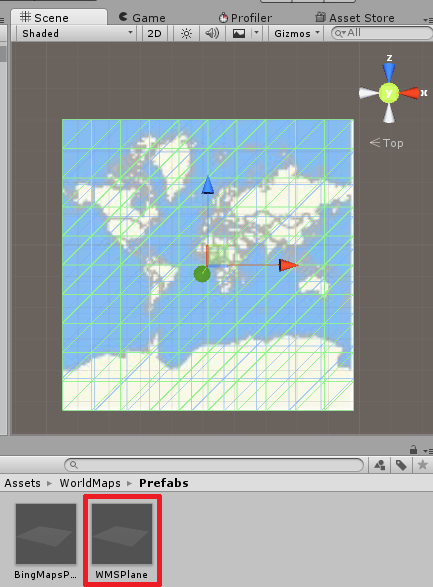 Scene Game Profiler Asset Store
Shaded 2D Gizmos All
z
y x
Top
Assets WorldMaps Prefabs
BingMapsP... WMSPlane